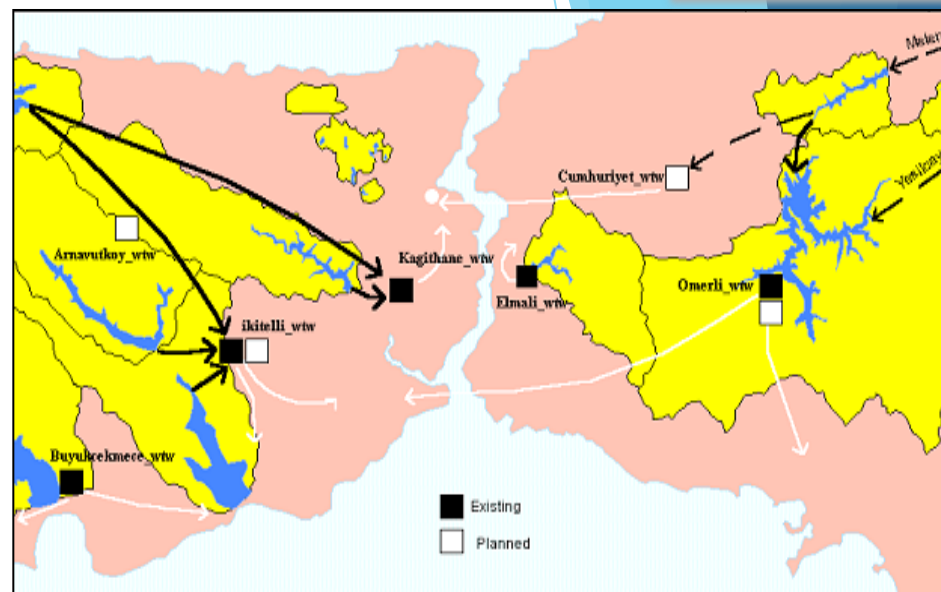 Cumhuriyet_wtw
Arnavutkoy_wtw
Kagithane_wtw
Elmali_wtw
Omerli_wtw
ikitelli_wtw
Buyukcekmece_wtw
Existing
Planned